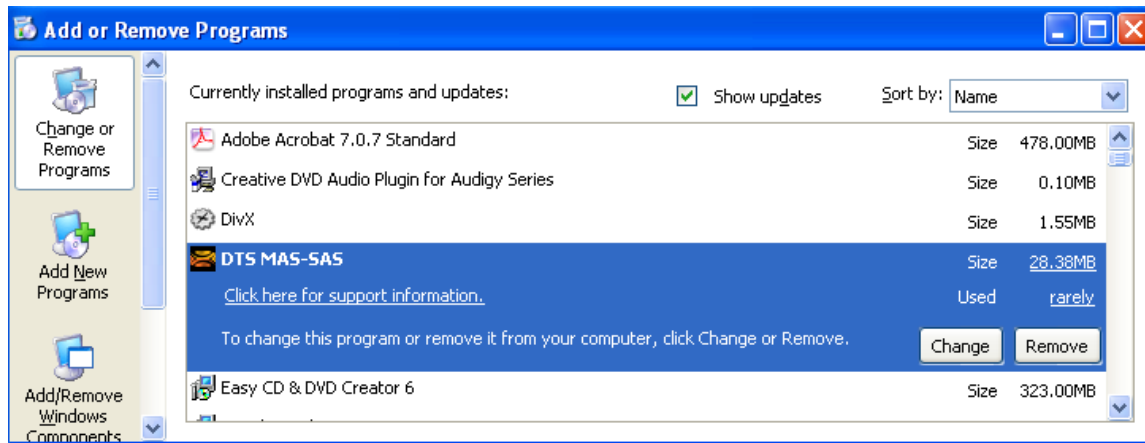 Add or Remove Programs
Change or
Remove
Programs
Add New
Programs
Add/Remove
Windows
Components
Currently installed programs and updates:
Show updates
Sort by: Name
Adobe Acrobat 7.0.7 Standard Size 478.00MB
Creative DVD Audio Plugin for Audigy Series Size 0.10MB
DivX Size 1.55MB
DTS MAS-SAS Size 28.38MB
Click here for support information. Used rarely
To change this program or remove it from your computer, click Change or Remove. Change Remove
Easy CD & DVD Creator 6 Size 323.00MB